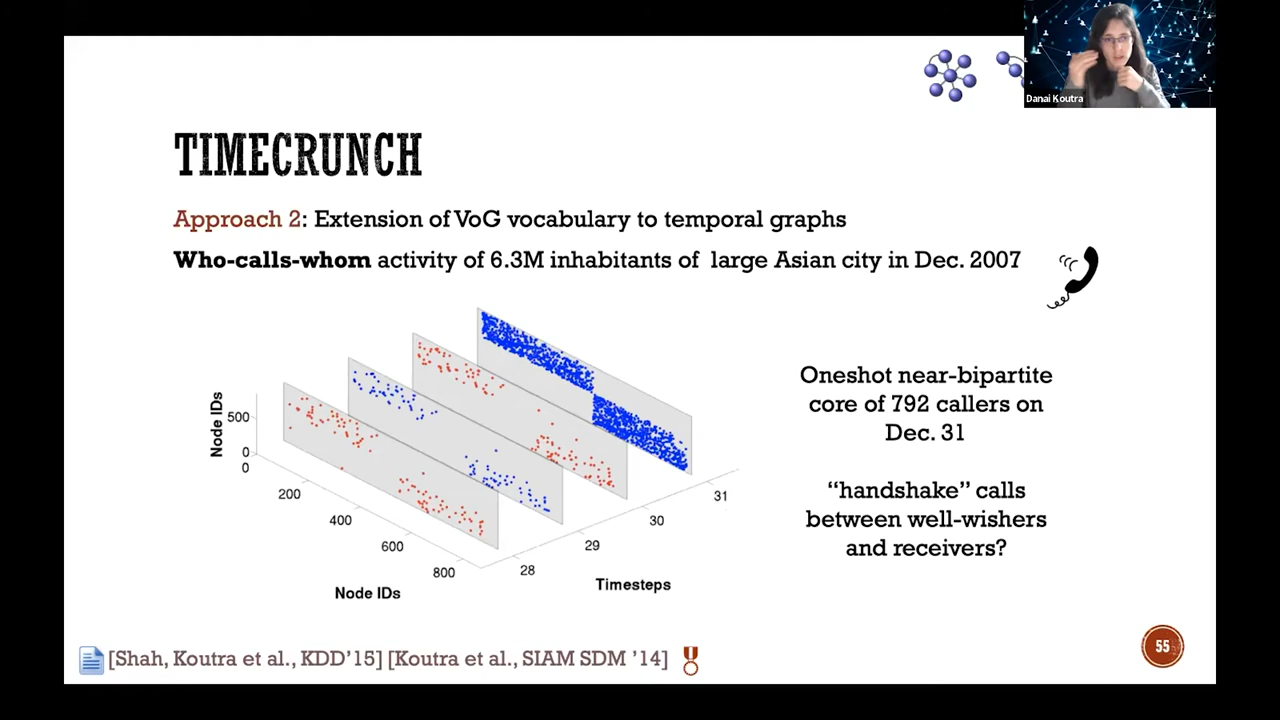 Danai Koutra
TIMECRUNCH
Approach 2: Extension of VoG vocabulary to temporal graphs
Who-calls-whom activity of 6.3M inhabitants of large Asian city in Dec. 2007
Node IDs
500
0
0
200
400
600
800
Node IDs
28
29
30
31
Timesteps
Oneshot near-bipartite
core of 792 callers on
Dec. 31
“handshake” calls
between well-wishers
and receivers?
[Shah, Koutra et al., KDD’15] [Koutra et al., SIAM SDM ’14]
55